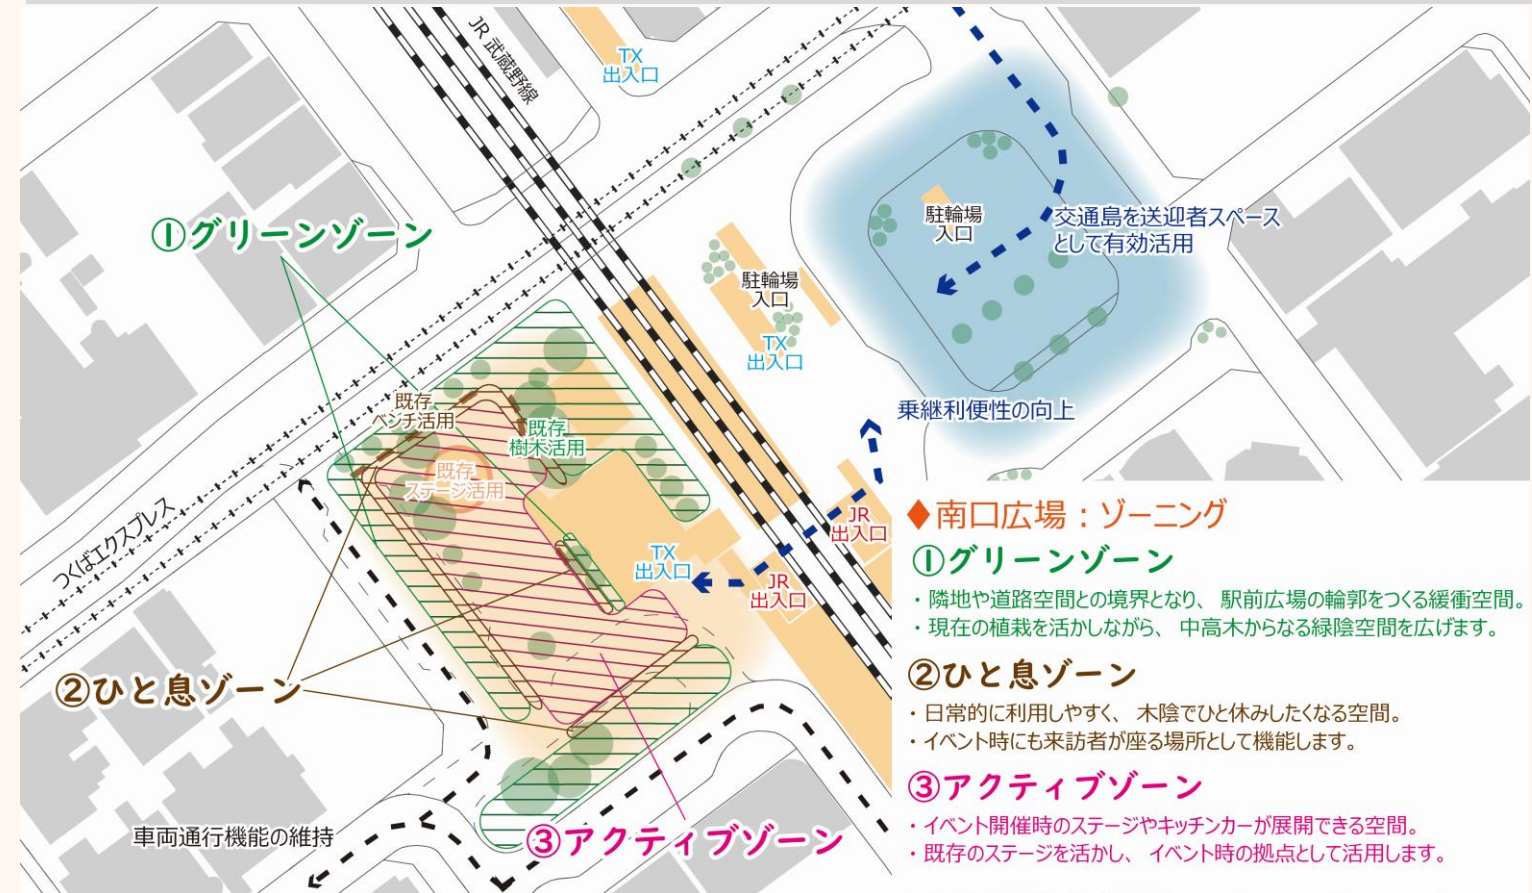 JR 武蔵野線
TX
出入口
①グリーンゾーン
駐輪場
入口
交通島を送迎者スペース
として有効活用
駐輪場
入口
TX
出入口
既存
ベンチ活用
既存
樹木活用
乗継利便性の向上
既存
ステージ活用
つくばエクスプレス
JR
出入口
TX
出入口
JR
出入口
②ひと息ゾーン
③アクティブゾーン
車両通行機能の維持
◆南口広場：ゾーニング
①グリーンゾーン
・隣地や道路空間との境界となり、駅前広場の輪郭をつくる緩衝空間。
・現在の植栽を活かしながら、中高木からなる緑陰空間を広げます。
②ひと息ゾーン
・日常的に利用しやすく、木陰でひと休みしたくなる空間。
・イベント時にも来訪者が座る場所として機能します。
③アクティブゾーン
・イベント開催時のステージやキッチンカーが展開できる空間。
・既存のステージを活かし、イベント時の拠点として活用します。